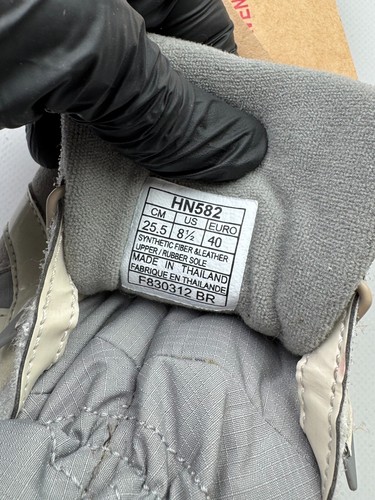 HN582
CM US EURO
25.5 8½ 40
SYNTHETIC FIBER &LEATHER
UPPER / RUBBER SOLE
MADE IN THAILAND
FABRIQUE EN THAILANDE
F830312 BR